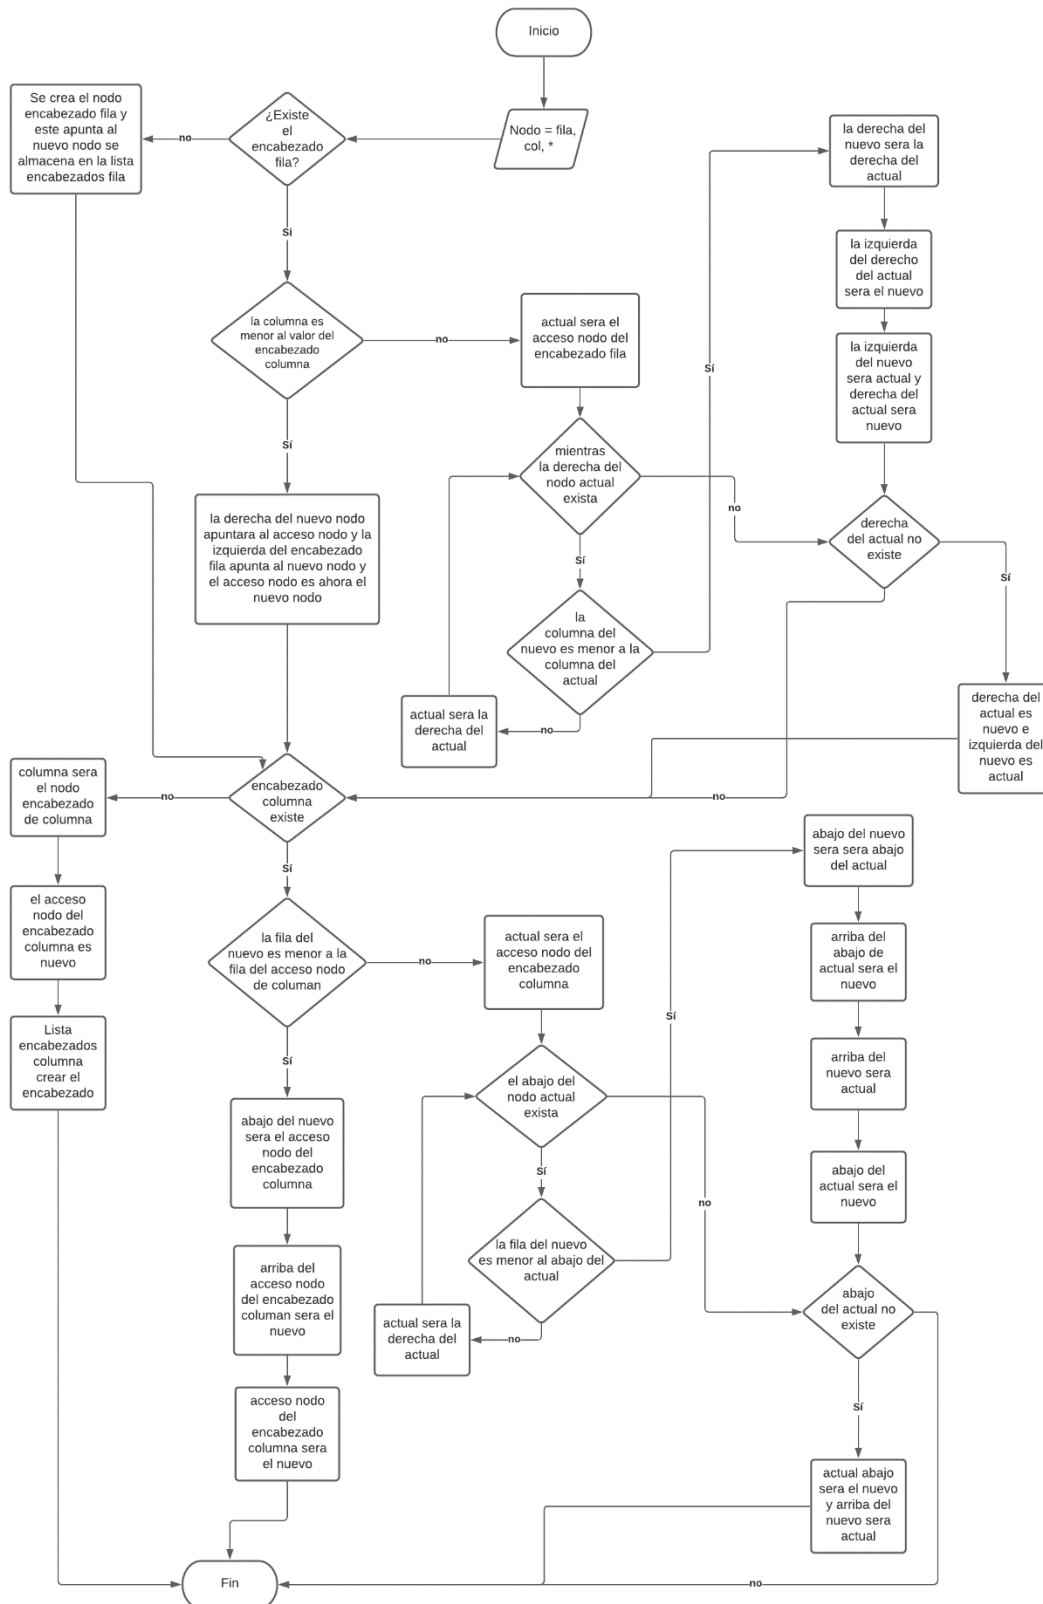 Inicio
Nodo = fila,
col, *
¿Existe
el
encabezado
fila?
no
Se crea el nodo
encabezado fila y
este apunta al
nuevo nodo se
almacena en la lista
encabezados fila
Sí
la columna es
menor al valor del
encabezado
columna
no
actual sera el
acceso nodo del
encabezado fila
Sí
la derecha del nuevo nodo
apuntara al acceso nodo y la
izquierda del encabezado
fila apunta al nuevo nodo y
el acceso nodo es ahora el
nuevo nodo
mientras
la derecha del
nodo actual
exista
no
Sí
la
columna del
nuevo es menor a la
columna del
actual
no
actual sera la
derecha del
actual
Sí
la derecha del
nuevo sera la
derecha del
actual
la izquierda
del derecho
del actual
sera el nuevo
la izquierda
del nuevo
sera actual y
derecha del
actual sera
nuevo
derecha
del actual no
existe
Sí
derecha del
actual es
nuevo e
izquierda del
nuevo es
actual
no
encabezado
columna
existe
no
columna sera
el nodo
encabezado
de columna
el acceso
nodo del
encabezado
columna es
nuevo
Lista
encabezados
columna
crear el
encabezado
Sí
la fila del
nuevo es menor a la
fila del acceso nodo
de columan
no
actual sera el
acceso nodo del
encabezado
columna
Sí
abajo del nuevo
sera el acceso
nodo del
encabezado
columna
arriba del
acceso nodo
del encabezado
columan sera el
nuevo
acceso nodo
del
encabezado
columna sera
el nuevo
el abajo del
nodo actual
exista
no
Sí
la fila del nuevo
es menor al abajo del
actual
no
actual sera la
derecha del
actual
Sí
abajo del nuevo
sera sera abajo
del actual
arriba del
abajo de
actual sera el
nuevo
arriba del
nuevo sera
actual
abajo del
actual sera el
nuevo
abajo
del actual no
existe
Sí
actual abajo
sera el nuevo
y arriba del
nuevo sera
actual
no
Fin